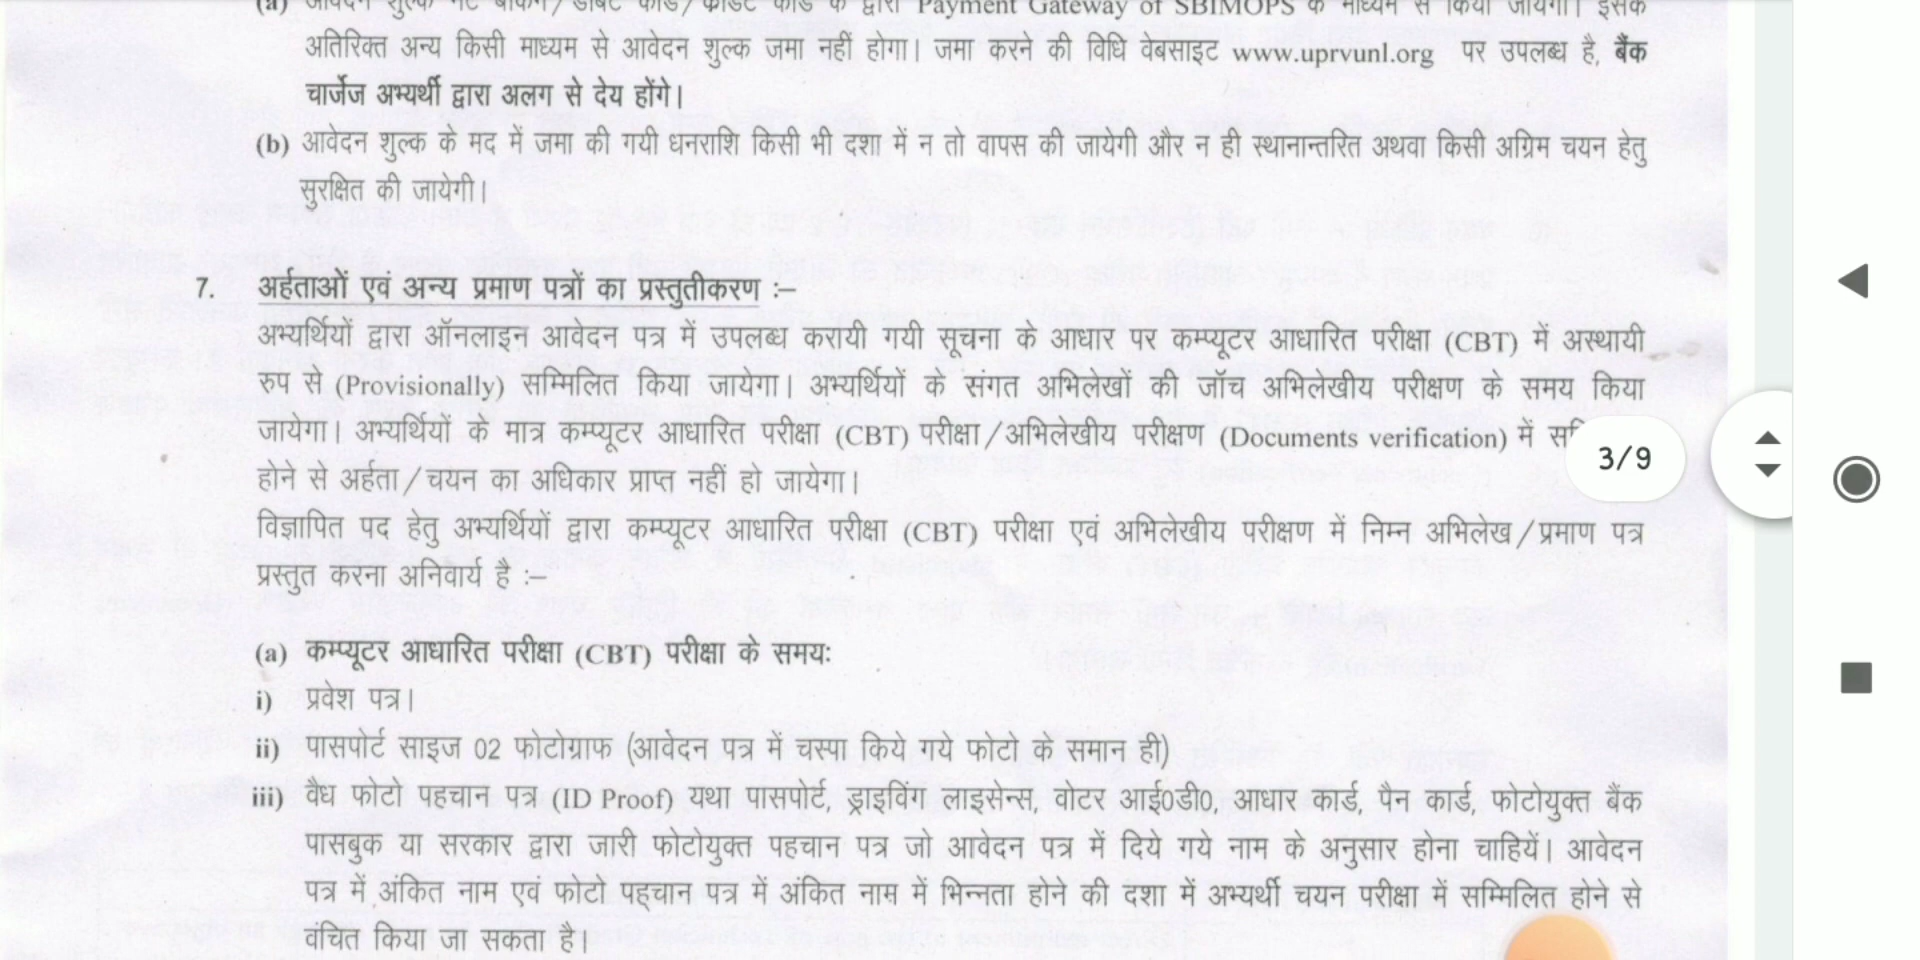 (a) आवेदन शुल्क नेट बैंकिंग/डेबिट कार्ड/क्रेडिट कार्ड के द्वारा Payment Gateway of SBIMOPS के माध्यम से किया जायेगा। इसके
अतिरिक्त अन्य किसी माध्यम से आवेदन शुल्क जमा नहीं होगा। जमा करने की विधि वेबसाइट www.uprvunl.org पर उपलब्ध है, बैंक
चार्जेज अभ्यर्थी द्वारा अलग से देय होंगे।
(b) आवेदन शुल्क के मद में जमा की गयी धनराशि किसी भी दशा में न तो वापस की जायेगी और न ही स्थानान्तरित अथवा किसी अग्रिम चयन हेतु
सुरक्षित की जायेगी।
7. अर्हताओं एवं अन्य प्रमाण पत्रों का प्रस्तुतीकरण :–
अभ्यर्थियों द्वारा ऑनलाइन आवेदन पत्र में उपलब्ध करायी गयी सूचना के आधार पर कम्प्यूटर आधारित परीक्षा (CBT) में अस्थायी
रुप से (Provisionally) सम्मिलित किया जायेगा। अभ्यर्थियों के संगत अभिलेखों की जॉच अभिलेखीय परीक्षण के समय किया
जायेगा। अभ्यर्थियों के मात्र कम्प्यूटर आधारित परीक्षा (CBT) परीक्षा/अभिलेखीय परीक्षण (Documents verification) में
3/9
होने से अर्हता/चयन का अधिकार प्राप्त नहीं हो जायेगा।
विज्ञापित पद हेतु अभ्यर्थियों द्वारा कम्प्यूटर आधारित परीक्षा (CBT) परीक्षा एवं अभिलेखीय परीक्षण में निम्न अभिलेख/प्रमाण पत्र
प्रस्तुत करना अनिवार्य है :–
(a) कम्प्यूटर आधारित परीक्षा (CBT) परीक्षा के समयः
i) प्रवेश पत्र।
ii) पासपोर्ट साइज 02 फोटोग्राफ (आवेदन पत्र में चस्पा किये गये फोटो के समान ही)
iii) वैध फोटो पहचान पत्र (ID Proof) यथा पासपोर्ट, ड्राइविंग लाइसेन्स, वोटर आई0डी0, आधार कार्ड, पैन कार्ड, फोटोयुक्त बैंक
पासबुक या सरकार द्वारा जारी फोटोयुक्त पहचान पत्र जो आवेदन पत्र में दिये गये नाम के अनुसार होना चाहियें। आवेदन
पत्र में अंकित नाम एवं फोटो पहचान पत्र में अंकित नाम में भिन्नता होने की दशा में अभ्यर्थी चयन परीक्षा में सम्मिलित होने से
वंचित किया जा सकता है।